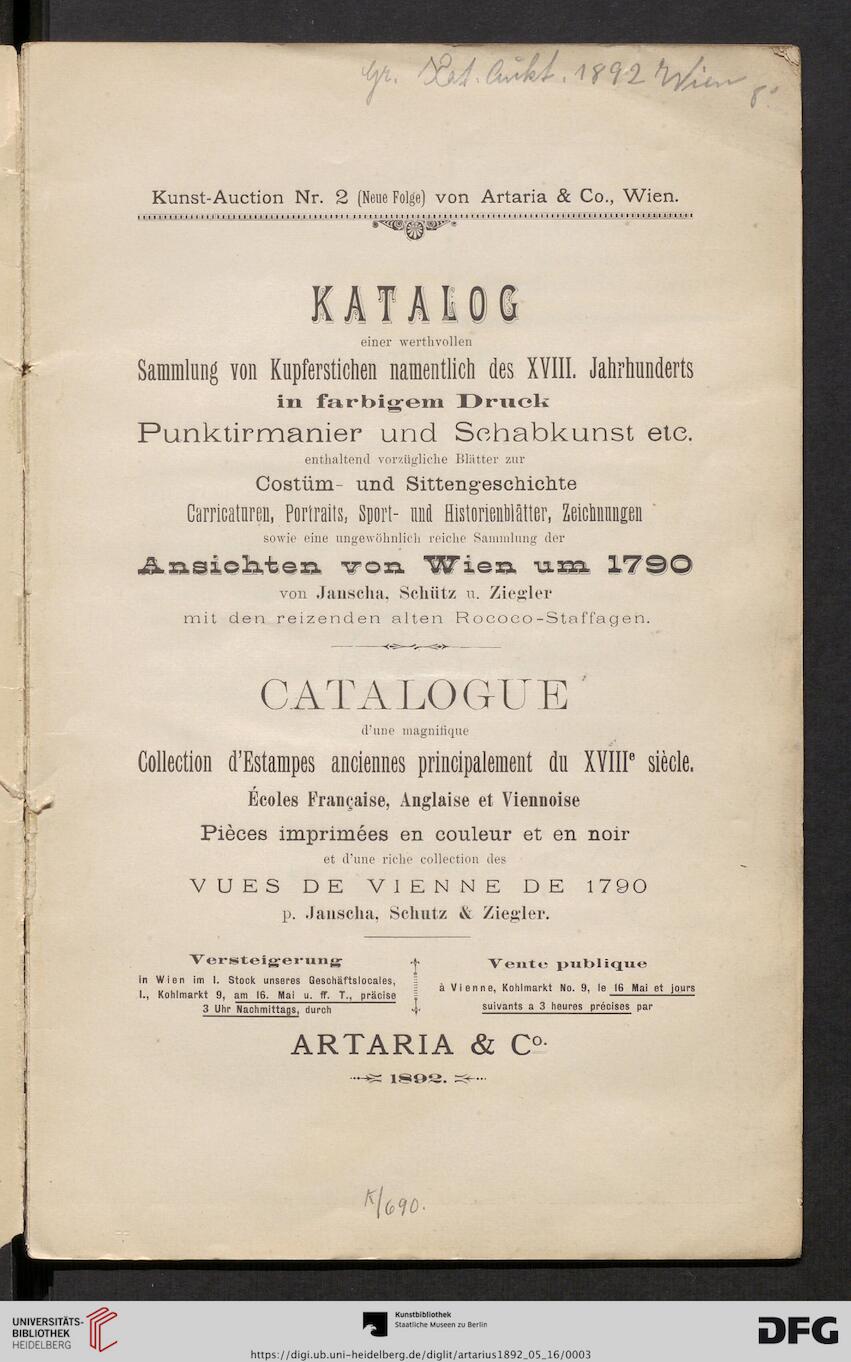 Gr. Kat. Aukt. 1892 Wien 8°
Kunst-Auction Nr. 2 (Neue Folge) von Artaria & Co., Wien.
KATALOG
einer werthvollen
Sammlung von Kupferstichen namentlich des XVIII. Jahrhunderts
in farbigem Druck
Punktirmanier und Schabkunst etc.
enthaltend vorzügliche Blätter zur
Costüm- und Sittengeschichte
Carricaturen, Portraits, Sport- und Historienblätter, Zeichnungen
sowie eine ungewöhnlich reiche Sammlung der
Ansichten von Wien um 1790
von Janscha, Schütz u. Ziegler
mit den reizenden alten Rococo-Staffagen.
CATALOGUE
d'une magnifique
Collection d'Estampes anciennes principalement du XVIIIe siècle.
Écoles Française, Anglaise et Viennoise
Pièces imprimées en couleur et en noir
et d'une riche collection des
VUES DE VIENNE DE 1790
p. Janscha, Schutz & Ziegler.
Versteigerung
in Wien im I. Stock unseres Geschäftslocales,
I., Kohlmarkt 9, am 16. Mai u. ff. T., präcise
3 Uhr Nachmittags, durch
Vente publique
à Vienne, Kohlmarkt No. 9, le 16 Mai et jours
suivants a 3 heures précises par
ARTARIA & Co.
1892.
K/690.
UNIVERSITÄTS-
BIBLIOTHEK
HEIDELBERG
Kunstbibliothek
Staatliche Museen zu Berlin
https://digi.ub.uni-heidelberg.de/diglit/artarius1892_05_16/0003
DFG